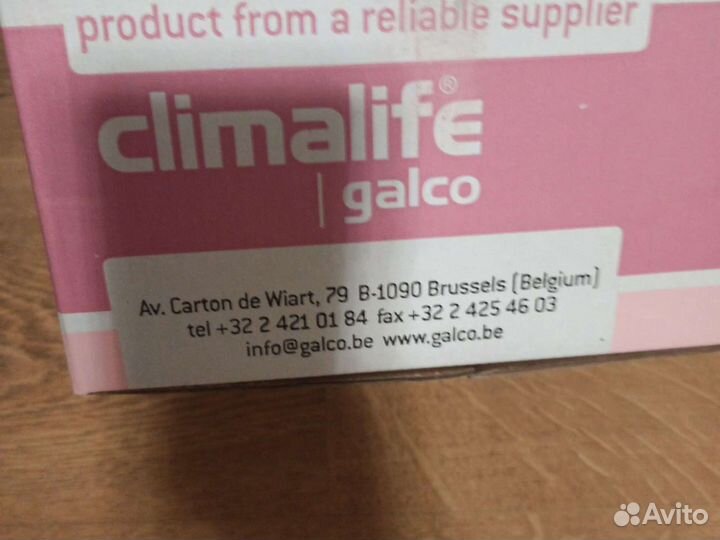 product from a reliable supplier
climalife®
| galco
Av. Carton de Wiart, 79 B-1090 Brussels (Belgium)
tel +32 2 421 01 84 fax +32 2 425 46 03
info@galco.be www.galco.be
Avito